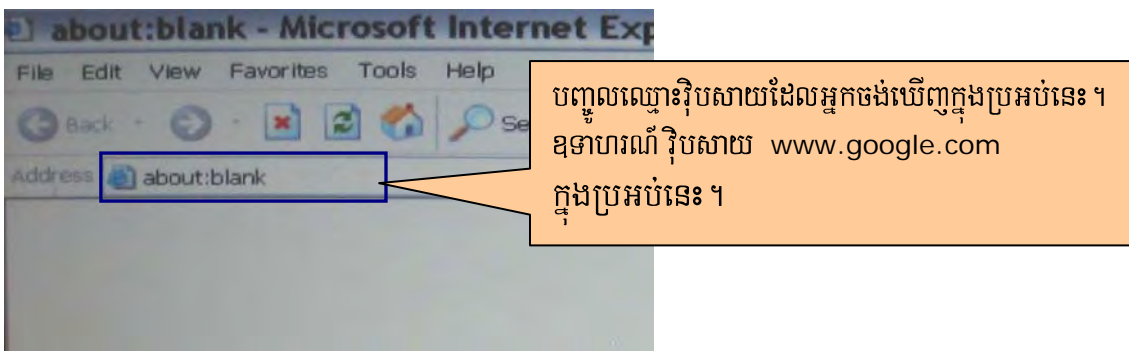 about:blank - Microsoft Internet Exp
File Edit View Favorites Tools Help
Back Se
Address about:blank
បញ្ចូលឈ្មោះវ៉ិបសាយដែលអ្នកចង់ឃើញក្នុងប្រអប់នេះ។
ឧទាហរណ៍ វ៉ិបសាយ www.google.com
ក្នុងប្រអប់នេះ។